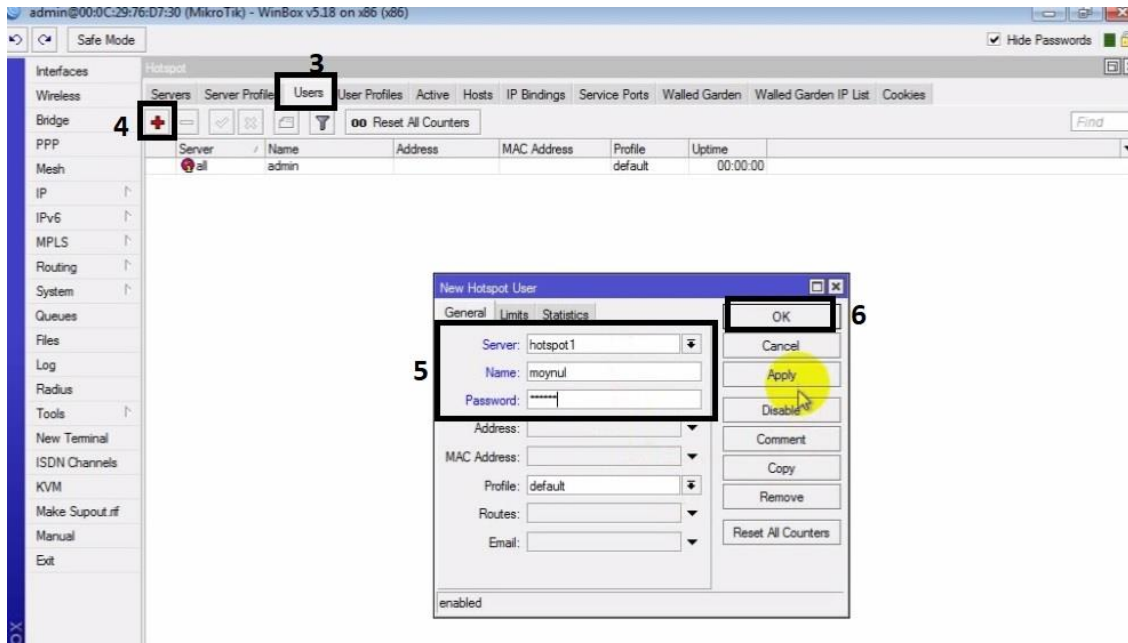 admin@00:0C:29:76:D7:30 (MikroTik) - WinBox v5.18 on x86 (x86)
Safe Mode
Hide Passwords
Interfaces
Wireless
Bridge
PPP
Mesh
IP
IPv6
MPLS
Routing
System
Queues
Files
Log
Radius
Tools
New Terminal
ISDN Channels
KVM
Make Supout.rif
Manual
Exit
Hotspot
3
Servers Server Profile Users User Profiles Active Hosts IP Bindings Service Ports Walled Garden Walled Garden IP List Cookies
4
00 Reset All Counters
Find
Server Name Address MAC Address Profile Uptime
all admin default 00:00:00
New Hotspot User
General Limits Statistics
5
Server: hotspot1
Name: moynul
Password: ******
Address:
MAC Address:
Profile: default
Routes:
Email:
OK
6
Cancel
Apply
Disable
Comment
Copy
Remove
Reset All Counters
enabled